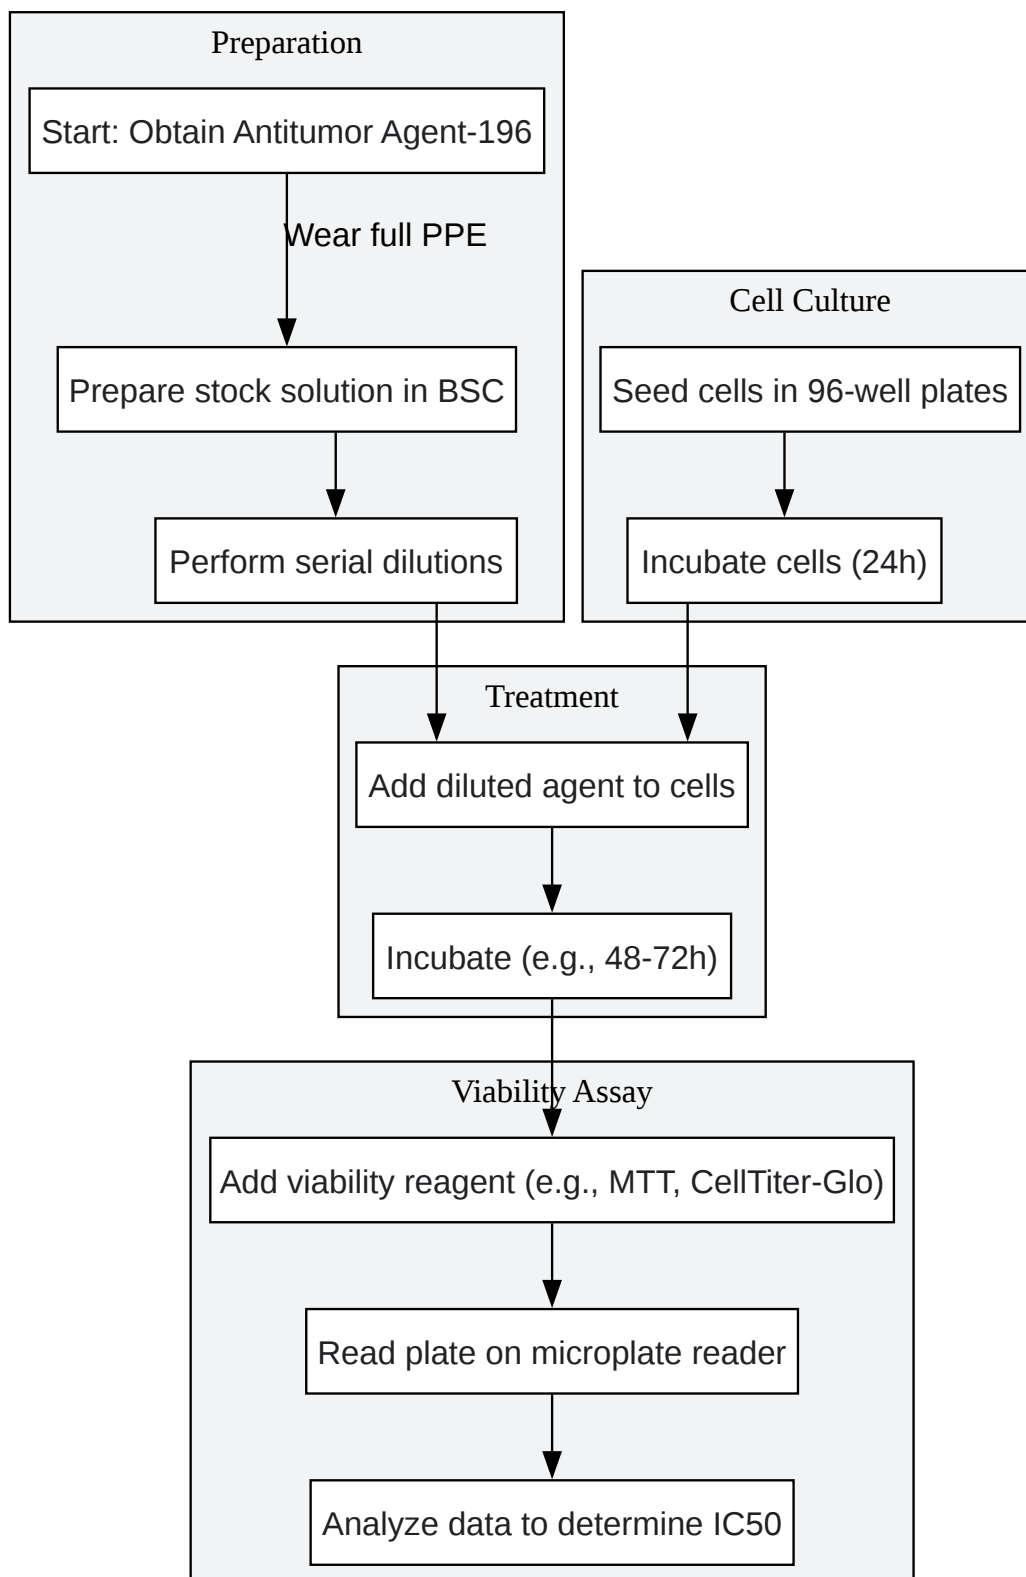 Preparation
Start: Obtain Antitumor Agent-196
Wear full PPE
Prepare stock solution in BSC
Perform serial dilutions
Cell Culture
Seed cells in 96-well plates
Incubate cells (24h)
Treatment
Add diluted agent to cells
Incubate (e.g., 48-72h)
Viability Assay
Add viability reagent (e.g., MTT, CellTiter-Glo)
Read plate on microplate reader
Analyze data to determine IC50